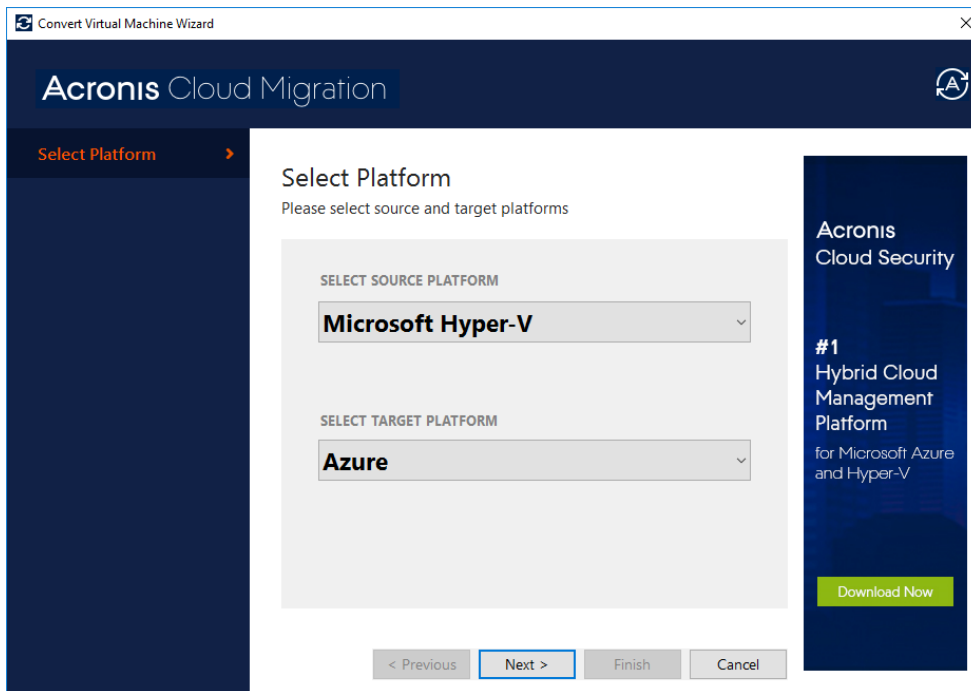 Convert Virtual Machine Wizard
Acronis Cloud Migration
Select Platform
Select Platform
Please select source and target platforms
SELECT SOURCE PLATFORM
Microsoft Hyper-V
SELECT TARGET PLATFORM
Azure
< Previous
Next >
Finish
Cancel
Acronis
Cloud Security
#1
Hybrid Cloud
Management
Platform
for Microsoft Azure
and Hyper-V
Download Now